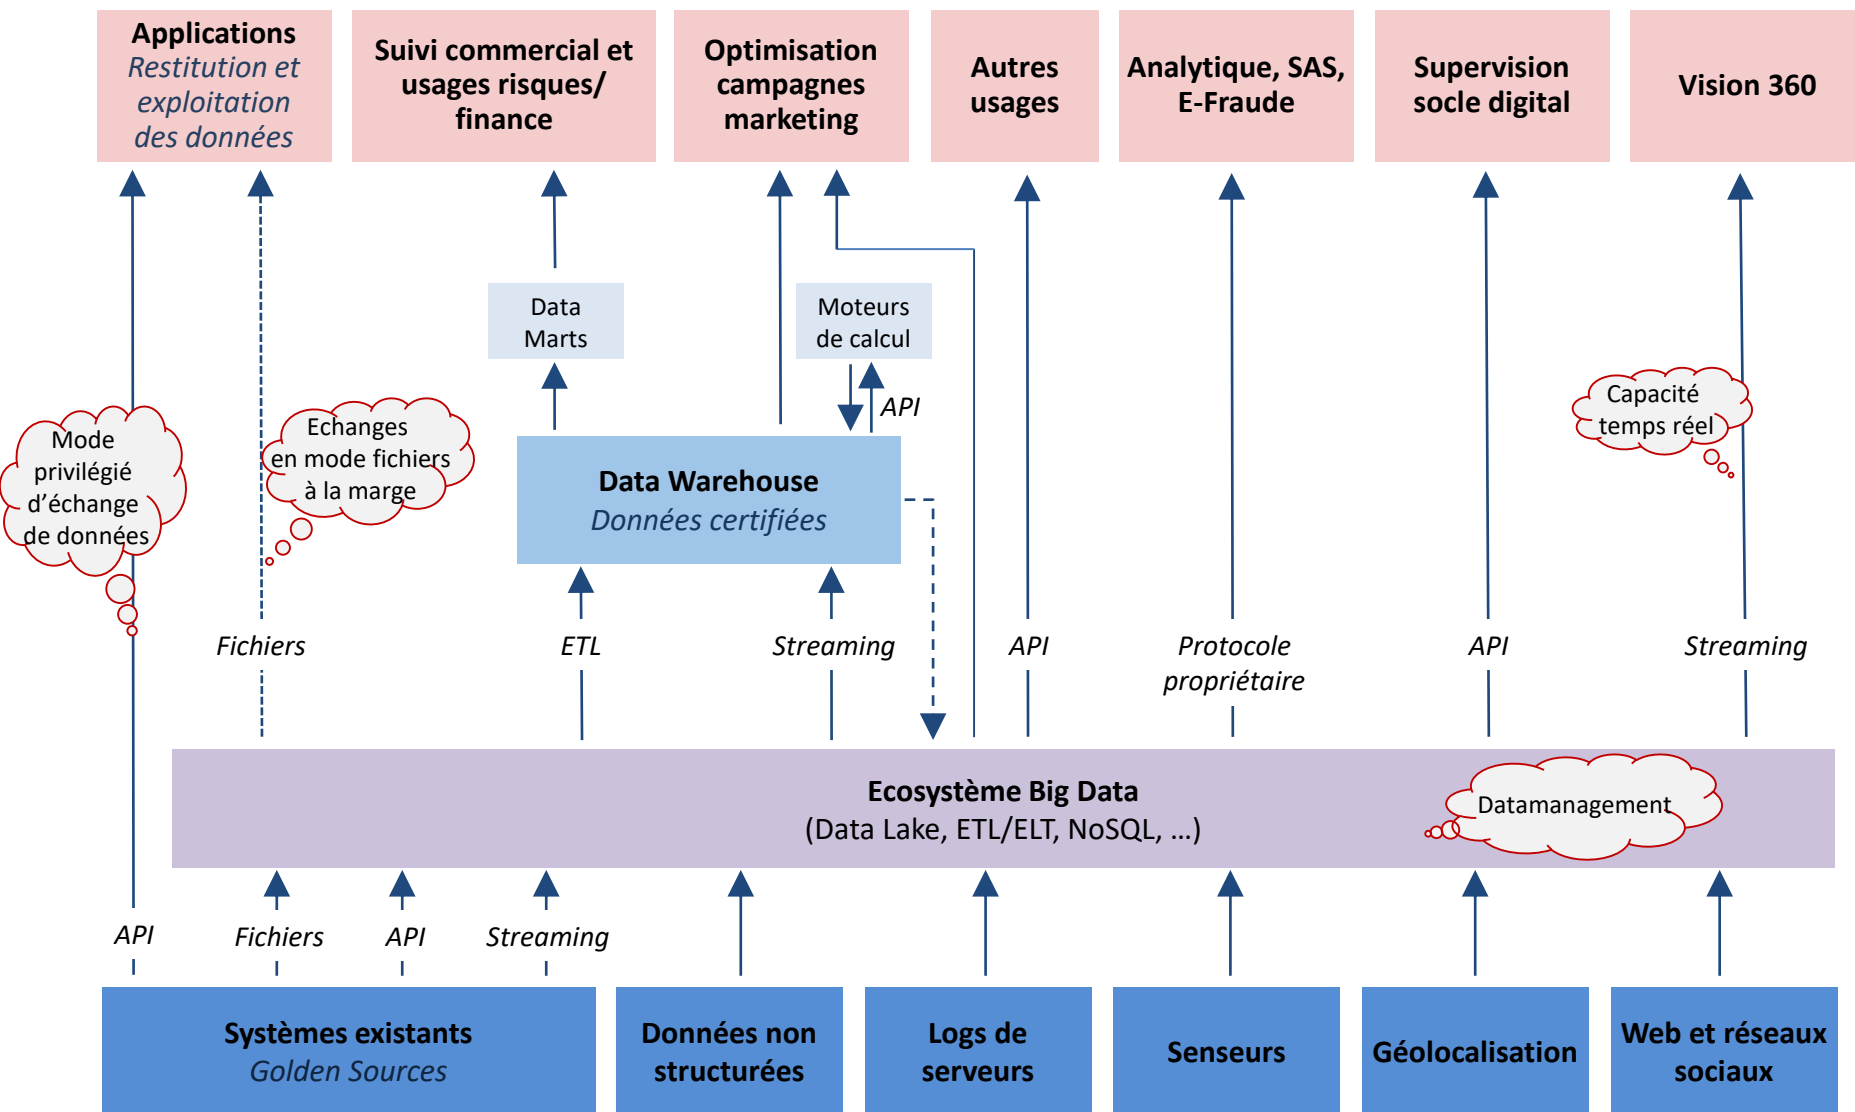 Applications
Restitution et
exploitation
des données
Suivi commercial et
usages risques/
finance
Optimisation
campagnes
marketing
Autres
usages
Analytique, SAS,
E-Fraude
Supervision
socle digital
Vision 360
Data
Marts
Moteurs
de calcul
API
Mode
privilégié
d’échange
de données
Echanges
en mode fichiers
à la marge
Capacité
temps réel
Data Warehouse
Données certifiées
Fichiers
ETL
Streaming
API
Protocole
propriétaire
API
Streaming
Ecosystème Big Data
(Data Lake, ETL/ELT, NoSQL, …)
Datamanagement
API
Fichiers
API
Streaming
Systèmes existants
Golden Sources
Données non
structurées
Logs de
serveurs
Senseurs
Géolocalisation
Web et réseaux
sociaux